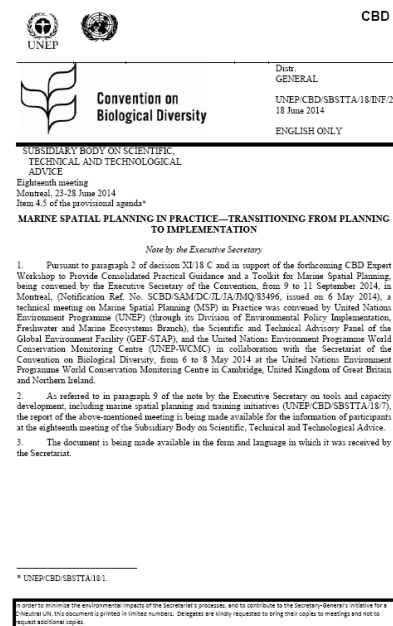 CBD
UNEP
Distr.
GENERAL
UNEP/CBD/SBSTTA/18/INF/2
18 June 2014
ENGLISH ONLY
Convention on
Biological Diversity
SUBSIDIARY BODY ON SCIENTIFIC,
TECHNICAL AND TECHNOLOGICAL
ADVICE
Eighteenth meeting
Montreal, 23-28 June 2014
Item 4.5 of the provisional agenda*
MARINE SPATIAL PLANNING IN PRACTICE—TRANSITIONING FROM PLANNING
TO IMPLEMENTATION
Note by the Executive Secretary
1. Pursuant to paragraph 2 of decision XI/18 C and in support of the forthcoming CBD Expert
Workshop to Provide Consolidated Practical Guidance and a Toolkit for Marine Spatial Planning,
being convened by the Executive Secretary of the Convention, from 9 to 11 September 2014, in
Montreal, (Notification Ref. No. SCBD/SAM/DC/JL/JA/JMQ/83496, issued on 6 May 2014), a
technical meeting on Marine Spatial Planning (MSP) in Practice was convened by United Nations
Environment Programme (UNEP) (through its Division of Environmental Policy Implementation,
Freshwater and Marine Ecosystems Branch), the Scientific and Technical Advisory Panel of the
Global Environment Facility (GEF-STAP), and the United Nations Environment Programme World
Conservation Monitoring Centre (UNEP-WCMC) in collaboration with the Secretariat of the
Convention on Biological Diversity, from 6 to 8 May 2014 at the United Nations Environment
Programme World Conservation Monitoring Centre in Cambridge, United Kingdom of Great Britain
and Northern Ireland.
2. As referred to in paragraph 9 of the note by the Executive Secretary on tools and capacity
development, including marine spatial planning and training initiatives (UNEP/CBD/SBSTTA/18/7),
the report of the above-mentioned meeting is being made available for the information of participants
at the eighteenth meeting of the Subsidiary Body on Scientific, Technical and Technological Advice.
3. The document is being made available in the form and language in which it was received by
the Secretariat.
* UNEP/CBD/SBSTTA/18/1.
In order to minimize the environmental impacts of the Secretariat's processes, and to contribute to the Secretary-General's initiative for a
C-Neutral UN, this document is printed in limited numbers. Delegates are kindly requested to bring their copies to meetings and not to
request additional copies.